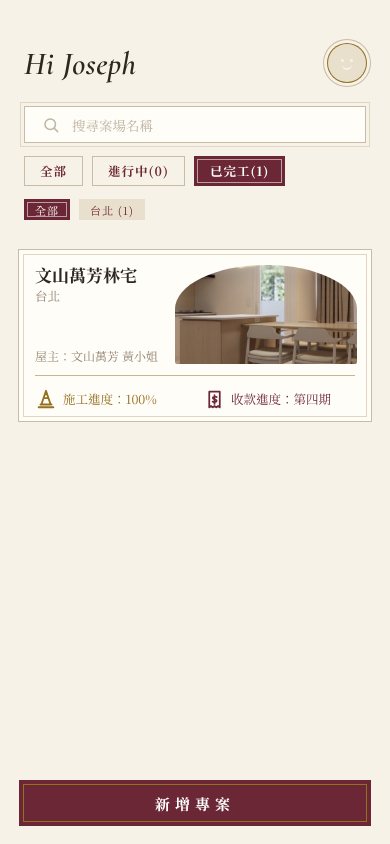 Hi Joseph
搜尋案場名稱
全部 進行中(0) 已完工(1)
全部 台北 (1)
文山萬芳林宅
台北
屋主：文山萬芳 黃小姐
施工進度：100% 收款進度：第四期
新增專案